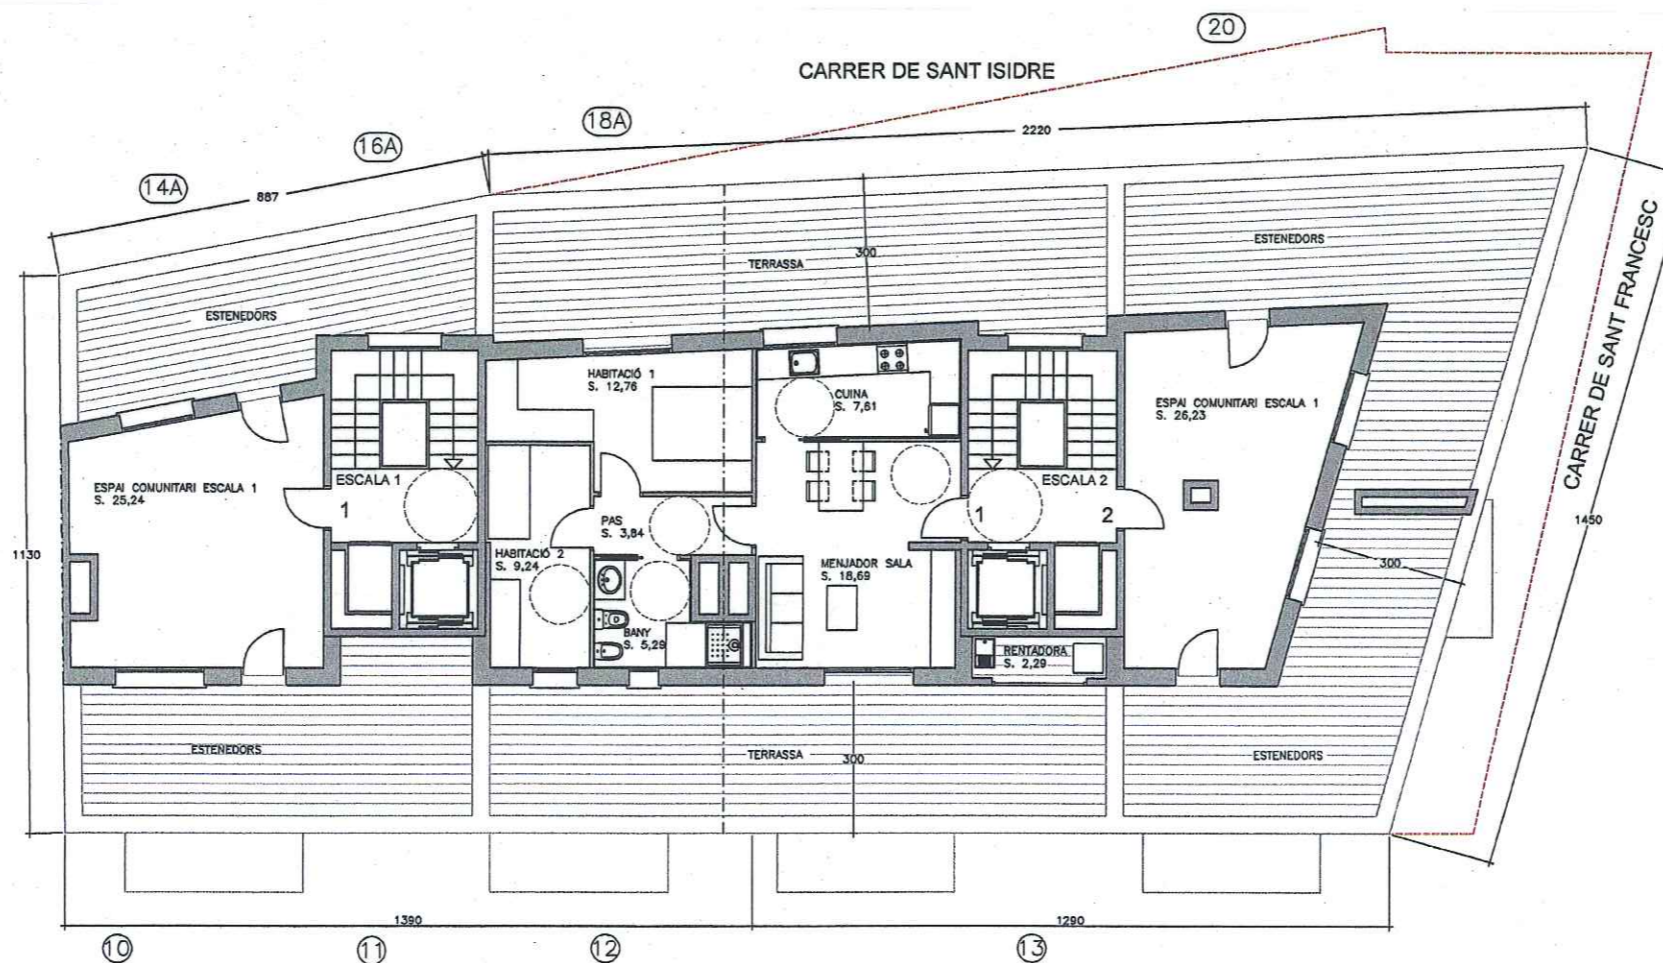 20
CARRER DE SANT ISIDRE
18A
2220
16A
14A
887
CARRER DE SANT FRANCESC
ESTENEDORS
300
TERRASSA
ESTENEDORS
HABITACIÓ 1
S. 12,76
CUINA
S. 7,61
ESPAI COMUNITARI ESCALA 1
S. 26,23
ESPAI COMUNITARI ESCALA 1
S. 25,24
ESCALA 1
ESCALA 2
1
PAS
S. 3,84
1
2
1450
1130
HABITACIÓ 2
S. 9,24
MENJADOR SALA
S. 18,69
300
BANY
S. 5,29
RENTADORA
S. 2,29
ESTENEDORS
TERRASSA
300
ESTENEDORS
1390
1290
10
11
12
13